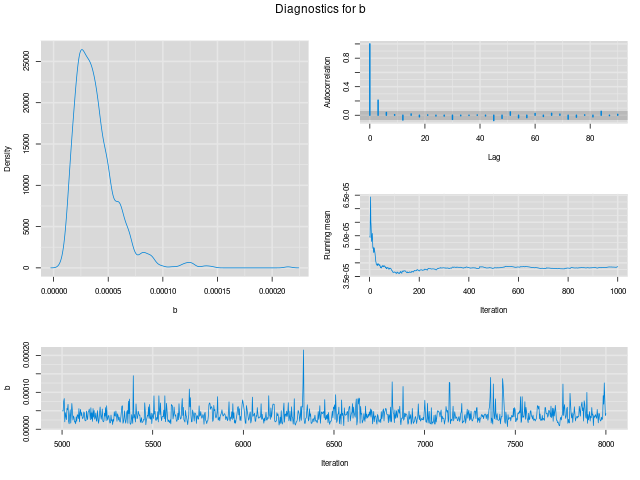 Diagnostics for b
Density
0 5000 10000 15000 20000 25000
0.00000 0.00005 0.00010 0.00015 0.00020
b
Autocorrelation
0.0 0.4 0.8
0 20 40 60 80
Lag
Running mean
3.5e-05 5.0e-05 6.5e-05
0 200 400 600 800 1000
Iteration
b
0.00000 0.00010 0.00020
5000 5500 6000 6500 7000 7500 8000
Iteration